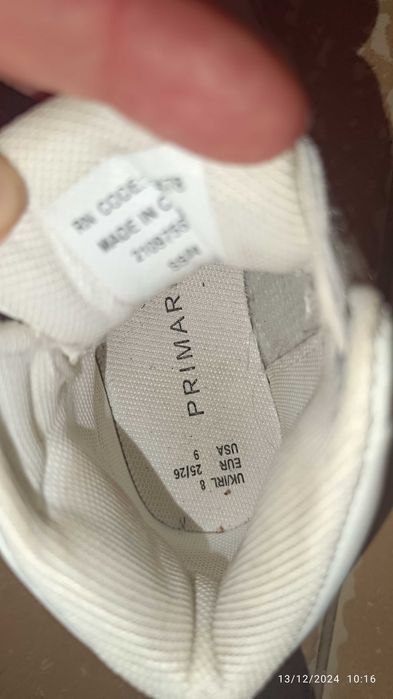 RN CODE:
MADE IN C
PRIMAR
UK/IRL 8
EUR 25/26
USA 9
13/12/2024 10:16